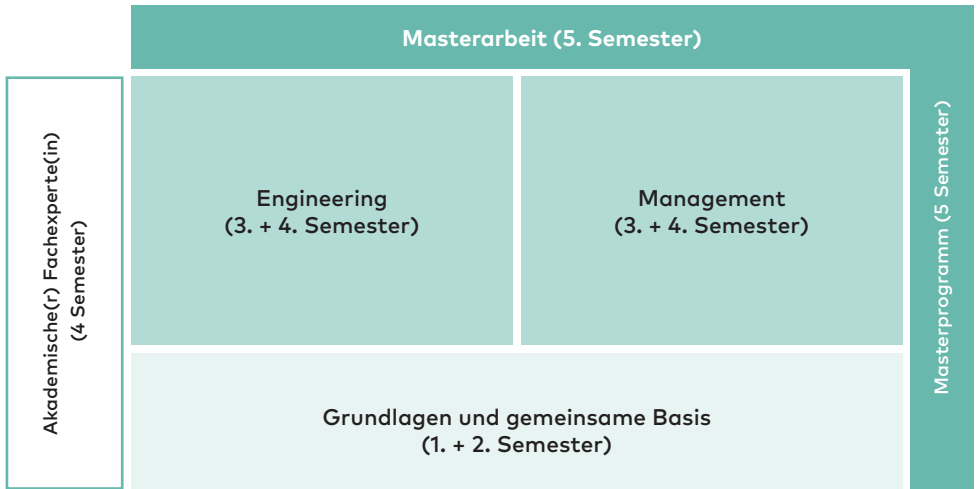 Masterarbeit (5. Semester)
Akademische(r) Fachexperte(in)
(4 Semester)
Engineering
(3. + 4. Semester)
Management
(3. + 4. Semester)
Masterprogramm (5 Semester)
Grundlagen und gemeinsame Basis
(1. + 2. Semester)